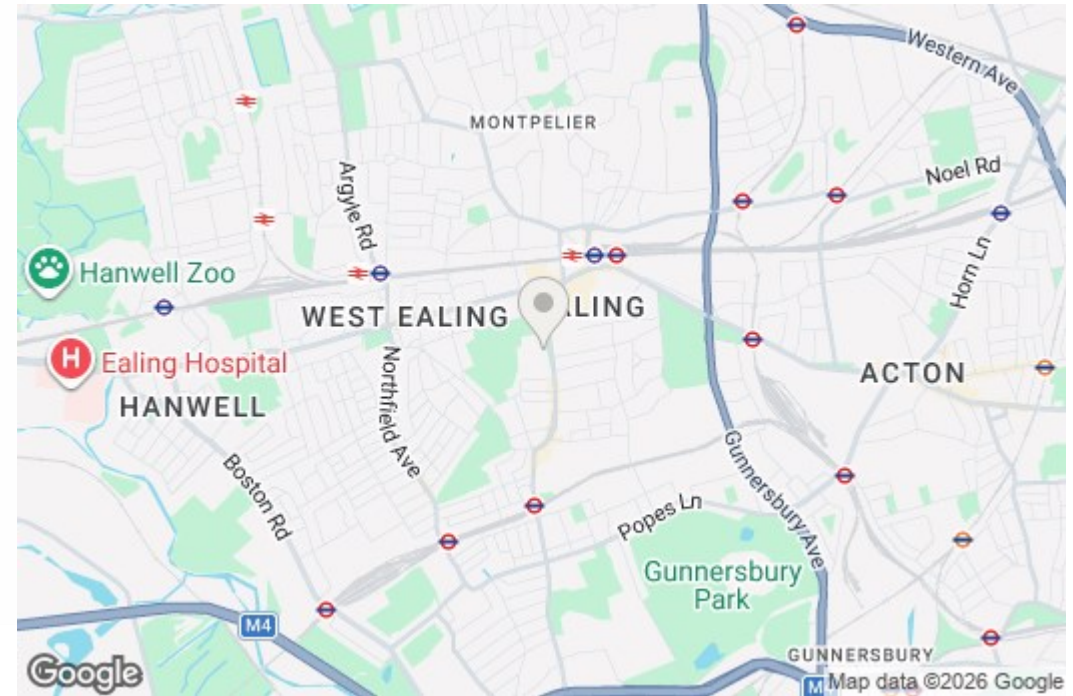 Western Ave
MONTPELIER
Noel Rd
Argyle Rd
Hanwell Zoo
Horn Ln
WEST EALING
ALING
Ealing Hospital
H
ACTON
HANWELL
Northfield Ave
Gunnersbury Ave
Boston Rd
Popes Ln
Gunnersbury
Park
M4
GUNNERSBURY
Google
M
Map data ©2026 Google